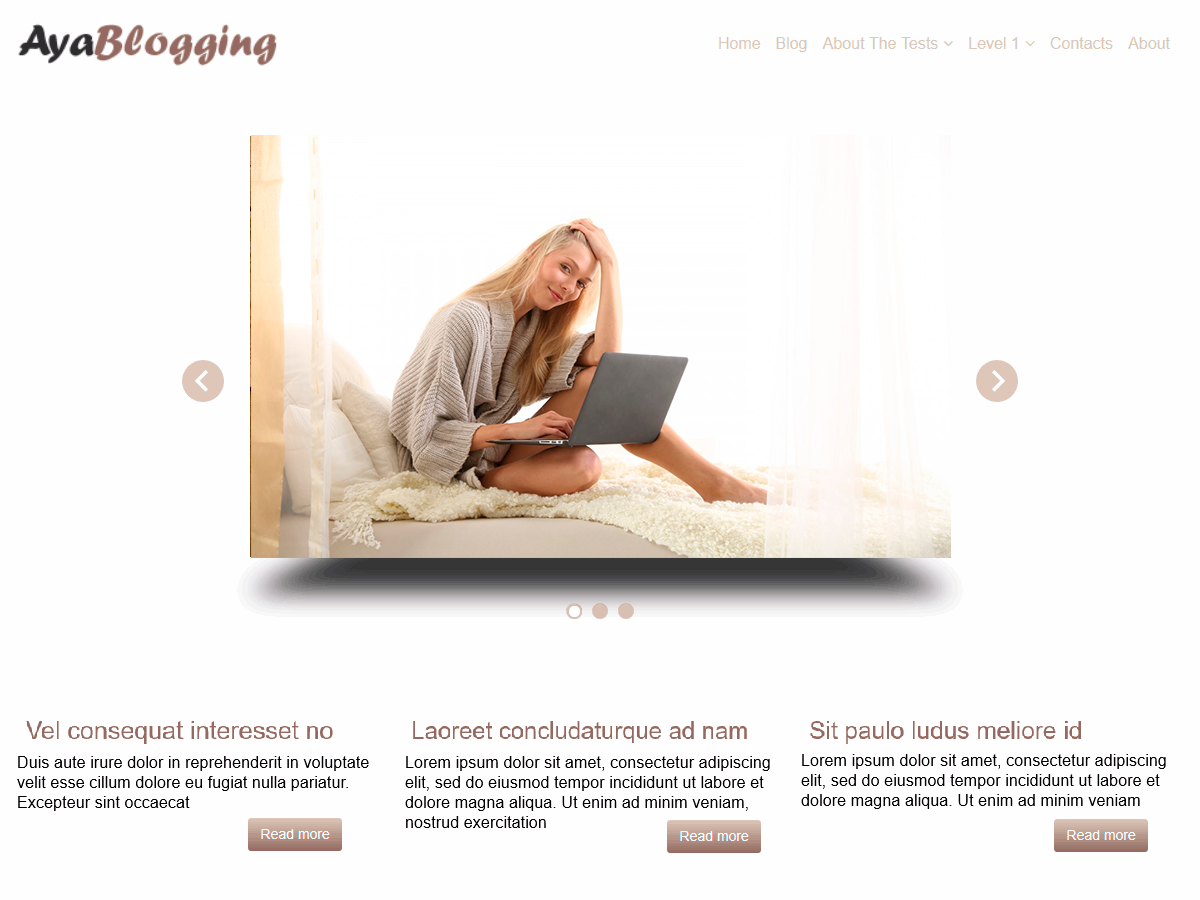 AyaBlogging
Home Blog About The Tests Level 1 Contacts About
Vel consequat interesset no
Duis aute irure dolor in reprehenderit in voluptate
velit esse cillum dolore eu fugiat nulla pariatur.
Excepteur sint occaecat
Read more
Laoreet concludaturque ad nam
Lorem ipsum dolor sit amet, consectetur adipiscing
elit, sed do eiusmod tempor incididunt ut labore et
dolore magna aliqua. Ut enim ad minim veniam,
nostrud exercitation
Read more
Sit paulo ludus meliore id
Lorem ipsum dolor sit amet, consectetur adipiscing
elit, sed do eiusmod tempor incididunt ut labore et
dolore magna aliqua. Ut enim ad minim veniam
Read more